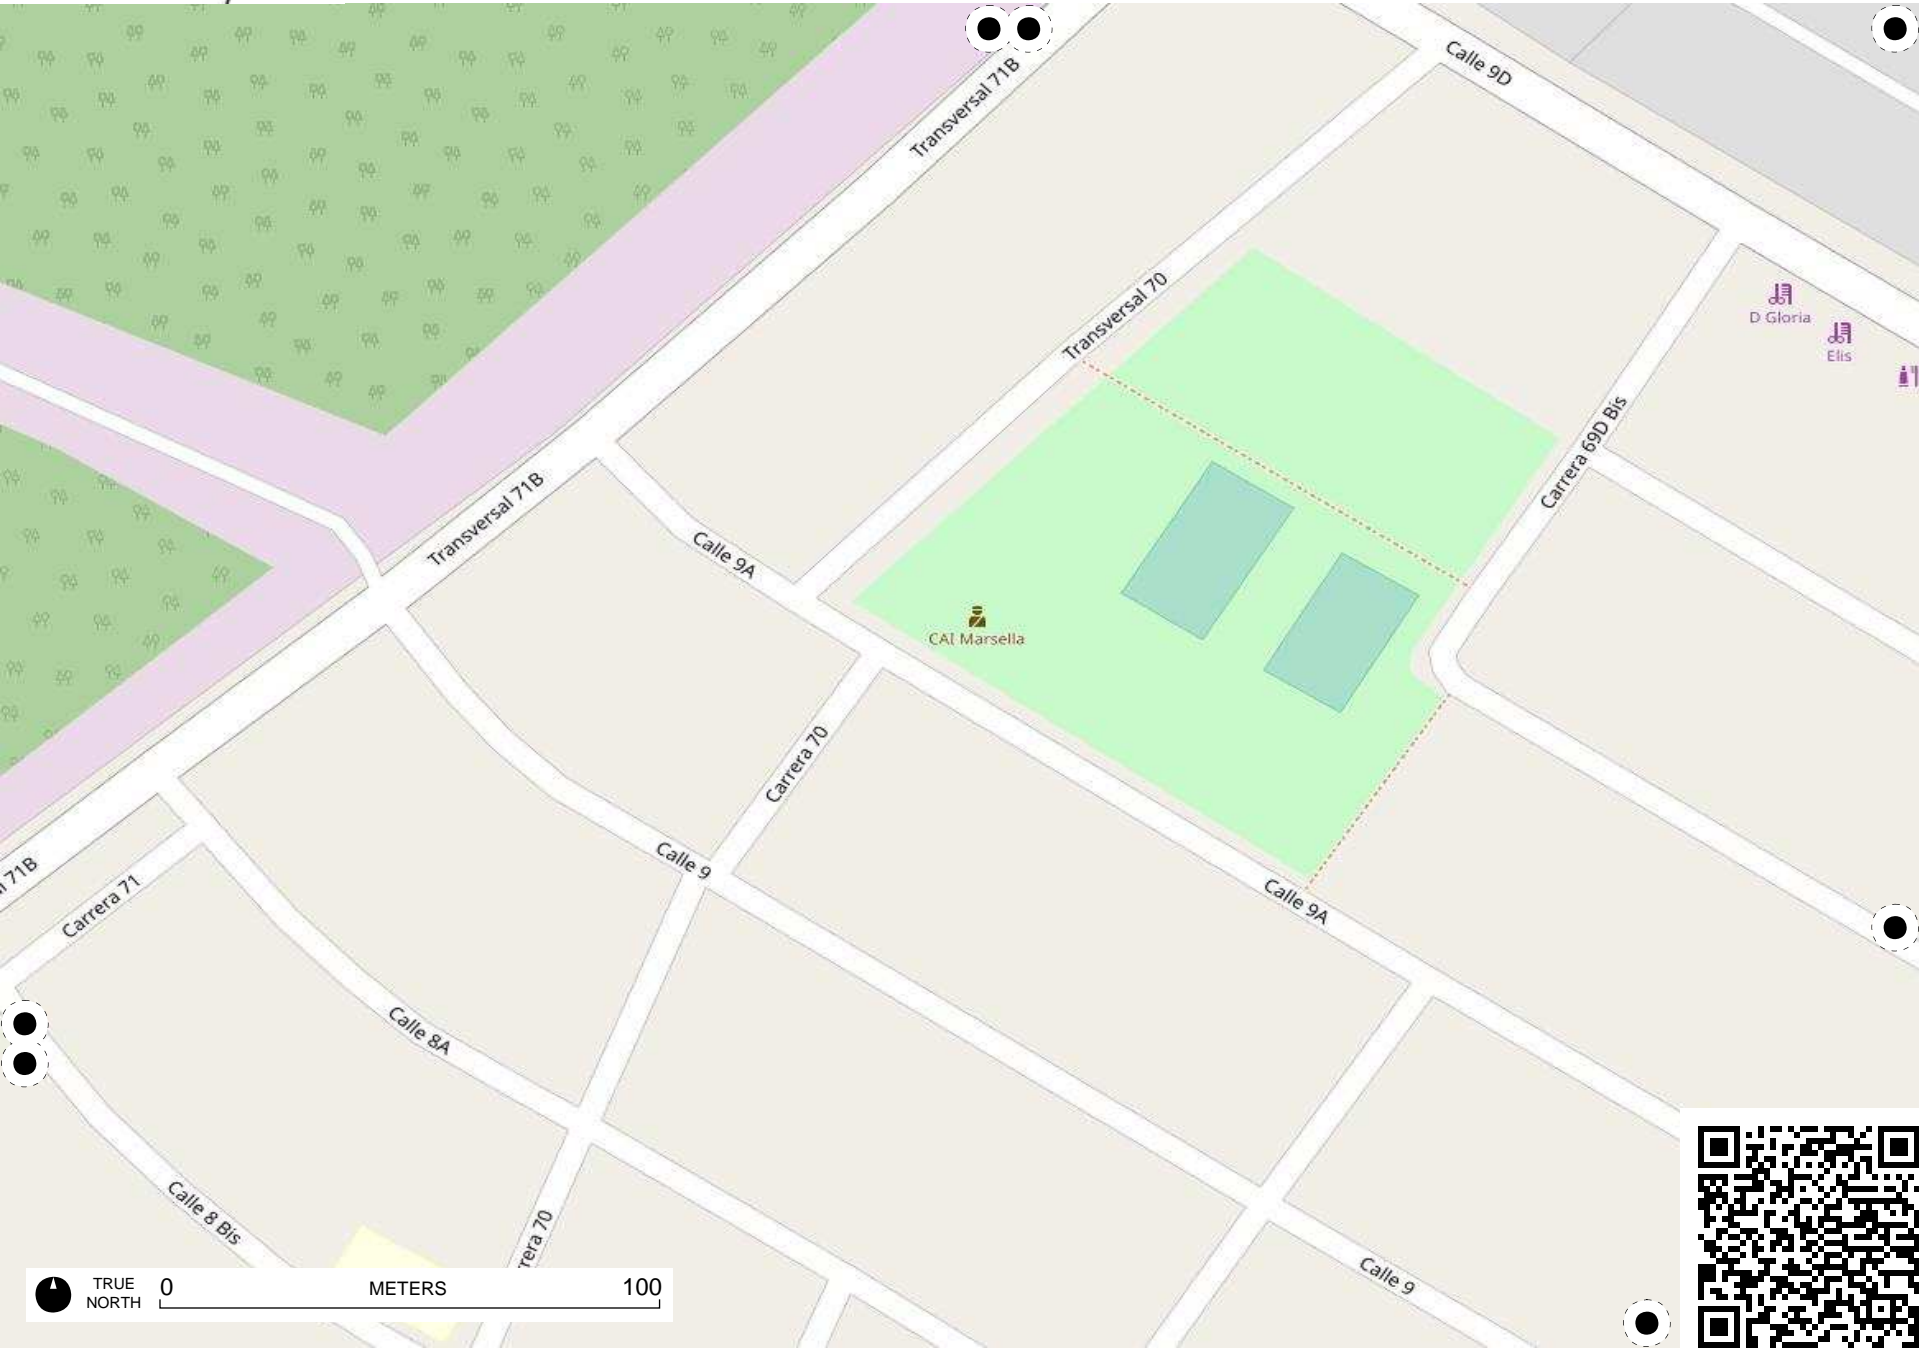 Calle 9D
Transversal 71B
Transversal 70
D Gloria
Elis
Carrera 69D Bis
Transversal 71B
Calle 9A
CAI Marsella
Carrera 70
Calle 9
71B
Carrera 71
Calle 9A
Calle 8A
Calle 8 Bis
rrera 70
Calle 9
TRUE
NORTH
0 METERS 100